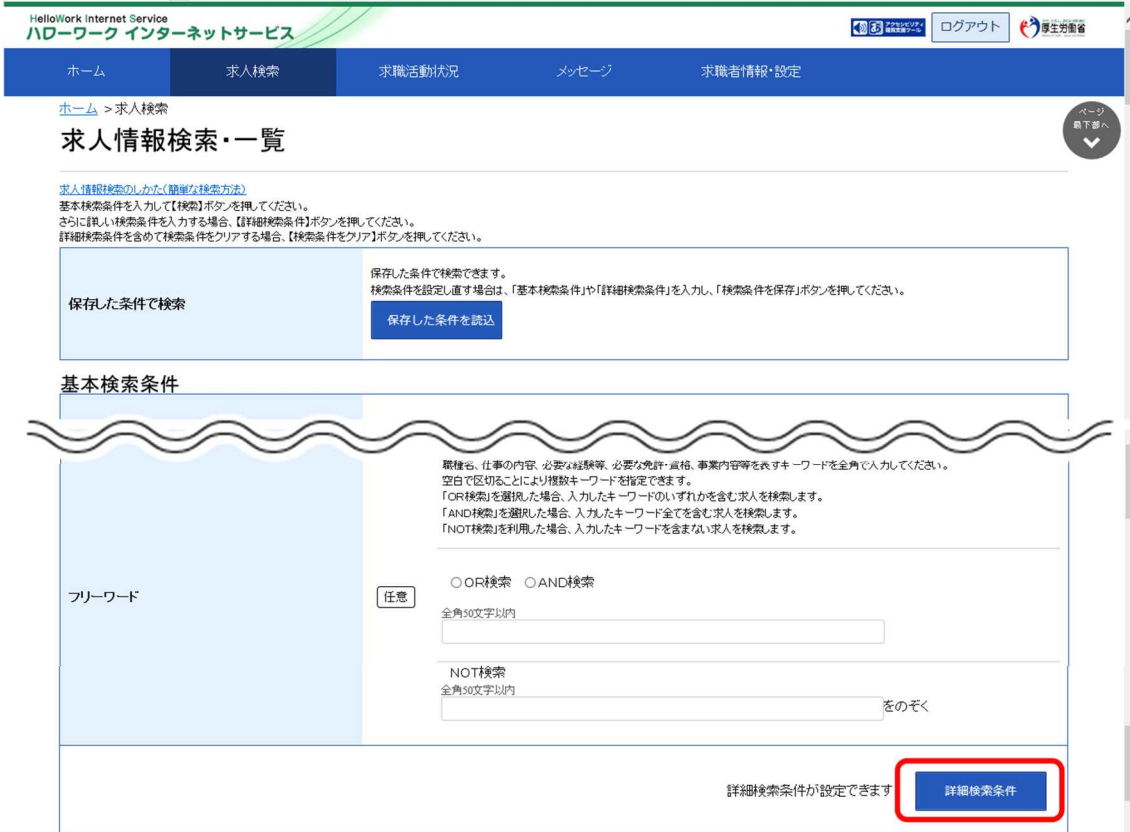 HelloWork Internet Service
ハローワーク インターネットサービス
アクセシビリティ
閲覧支援ツール
ログアウト
厚生労働省
ホーム
求人検索
求職活動状況
メッセージ
求職者情報・設定
ホーム >求人検索
ページ
最下部へ
求人情報検索・一覧
求人情報検索のしかた(簡単な検索方法)
基本検索条件を入力して【検索】ボタンを押してください。
さらに詳しい検索条件を入力する場合、【詳細検索条件】ボタンを押してください。
詳細検索条件を含めて検索条件をクリアする場合、【検索条件をクリア】ボタンを押してください。
保存した条件で検索
保存した条件で検索できます。
検索条件を設定し直す場合は、「基本検索条件」や「詳細検索条件」を入力し、「検索条件を保存」ボタンを押してください。
保存した条件を読込
基本検索条件
職種名、仕事の内容、必要な経験等、必要な免許・資格、事業内容等を表すキーワードを全角で入力してください。
空白で区切ることにより複数キーワードを指定できます。
「OR検索」を選択した場合、入力したキーワードのいずれかを含む求人を検索します。
「AND検索」を選択した場合、入力したキーワード全てを含む求人を検索します。
「NOT検索」を利用した場合、入力したキーワードを含まない求人を検索します。
フリーワード
任意
OR検索 AND検索
全角50文字以内
NOT検索
全角50文字以内
をのぞく
詳細検索条件が設定できます
詳細検索条件